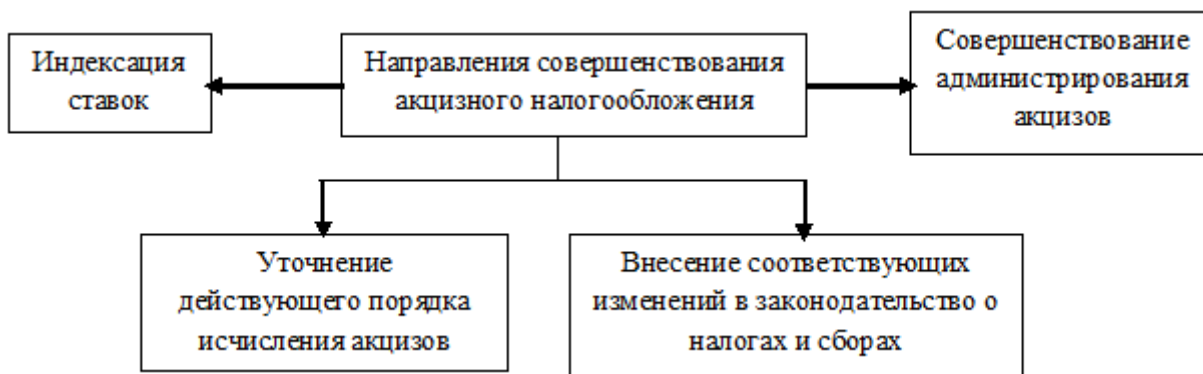 Индексация
ставок
Направления совершенствования
акцизного налогообложения
Совершенствование
администрирования
акцизов
Уточнение
действующего порядка
исчисления акцизов
Внесение соответствующих
изменений в законодательство о
налогах и сборах